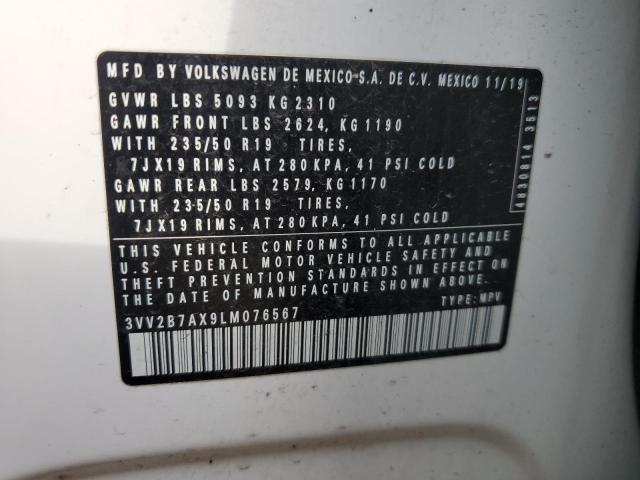 MFD BY VOLKSWAGEN DE MEXICO S.A. DE C.V. MEXICO 11/19
GVWR LBS 5093 KG 2310
GAWR FRONT LBS 2624, KG 1190
WITH 235/50 R19 TIRES,
7JX19 RIMS, AT 280 KPA, 41 PSI COLD
GAWR REAR LBS 2579, KG 1170
WITH 235/50 R19 TIRES,
7JX19 RIMS, AT 280 KPA, 41 PSI COLD
THIS VEHICLE CONFORMS TO ALL APPLICABLE
U.S. FEDERAL MOTOR VEHICLE SAFETY AND
THEFT PREVENTION STANDARDS IN EFFECT ON
THE DATE OF MANUFACTURE SHOWN ABOVE
3VV2B7AX9LM076567 TYPE: MPV
4830814 3513